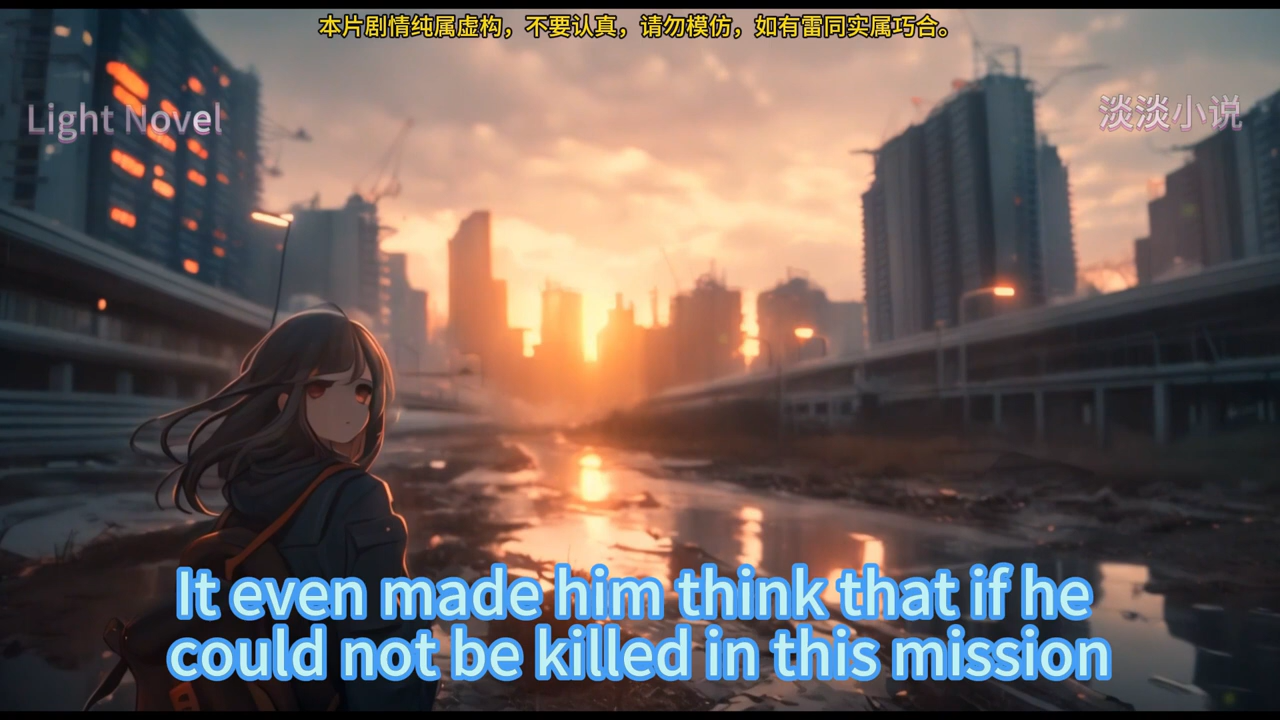 本片剧情纯属虚构，不要认真，请勿模仿，如有雷同实属巧合。
Light Novel
淡淡小说
It even made him think that if he
could not be killed in this mission